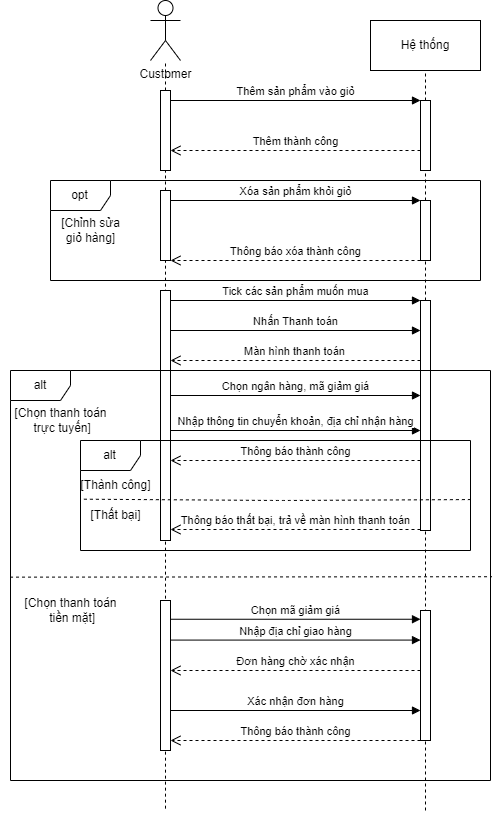 Hệ thống
Customer
Thêm sản phẩm vào giỏ
Thêm thành công
opt
Xóa sản phẩm khỏi giỏ
[Chỉnh sửa
giỏ hàng]
Thông báo xóa thành công
Tick các sản phẩm muốn mua
Nhấn Thanh toán
Màn hình thanh toán
alt
Chọn ngân hàng, mã giảm giá
[Chọn thanh toán
trực tuyến]
Nhập thông tin chuyển khoản, địa chỉ nhận hàng
alt
Thông báo thành công
[Thành công]
[Thất bại]
Thông báo thất bại, trả về màn hình thanh toán
[Chọn thanh toán
tiền mặt]
Chọn mã giảm giá
Nhập địa chỉ giao hàng
Đơn hàng chờ xác nhận
Xác nhận đơn hàng
Thông báo thành công